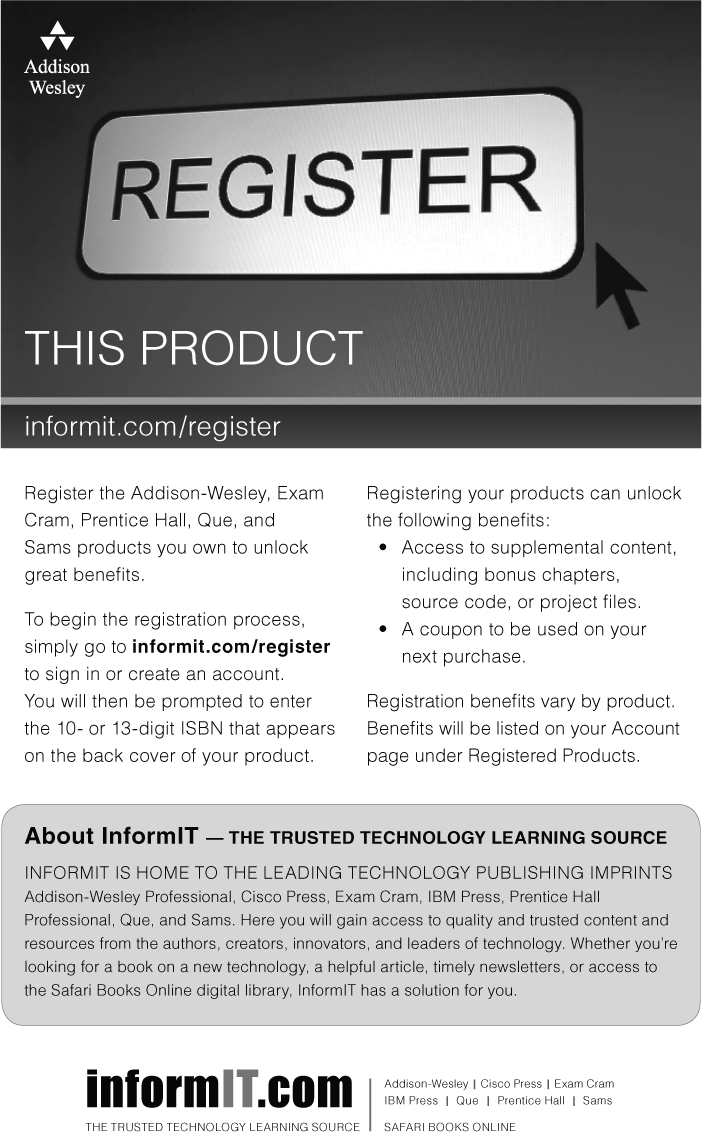 Addison
Wesley
REGISTER
THIS PRODUCT
informit.com/register
Register the Addison-Wesley, Exam
Cram, Prentice Hall, Que, and
Sams products you own to unlock
great benefits.
To begin the registration process,
simply go to informit.com/register
to sign in or create an account.
You will then be prompted to enter
the 10- or 13-digit ISBN that appears
on the back cover of your product.
Registering your products can unlock
the following benefits:
• Access to supplemental content,
including bonus chapters,
source code, or project files.
• A coupon to be used on your
next purchase.
Registration benefits vary by product.
Benefits will be listed on your Account
page under Registered Products.
About InformIT — THE TRUSTED TECHNOLOGY LEARNING SOURCE
INFORMIT IS HOME TO THE LEADING TECHNOLOGY PUBLISHING IMPRINTS
Addison-Wesley Professional, Cisco Press, Exam Cram, IBM Press, Prentice Hall
Professional, Que, and Sams. Here you will gain access to quality and trusted content and
resources from the authors, creators, innovators, and leaders of technology. Whether you're
looking for a book on a new technology, a helpful article, timely newsletters, or access to
the Safari Books Online digital library, InformIT has a solution for you.
informIT.com
THE TRUSTED TECHNOLOGY LEARNING SOURCE
Addison-Wesley | Cisco Press | Exam Cram
IBM Press | Que | Prentice Hall | Sams
SAFARI BOOKS ONLINE